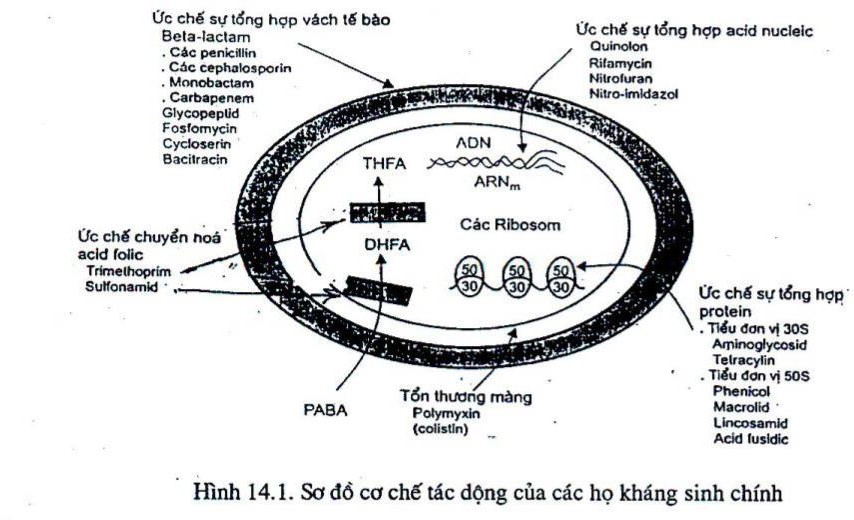 Ức chế sự tổng hợp vách tế bào
Beta-lactam
. Các penicillin
. Các cephalosporin
. Monobactam
. Carbapenem
Glycopeplid
Fosfomycin
Cycloserin
Bacitracin
Ức chế sự tổng hợp acid nucleic
Quinolon
Rifamycin
Nitrofuran
Nitro-imidazol
ADN
ARNm
THFA
DHFA
PABA
Các Ribosom
50 50 50
30 30 30
Ức chế chuyển hoá
acid folic
Trimethoprim
Sulfonamid
Ức chế sự tổng hợp
protein
. Tiểu đơn vị 30S
Aminoglycosid
Tetracylin
. Tiểu đơn vị 50S
Phenicol
Macrolid
Lincosamid
Acid fusidic
Tổn thương màng
Polymyxin
(colistin)
Hình 14.1. Sơ đồ cơ chế tác dộng của các họ kháng sinh chính